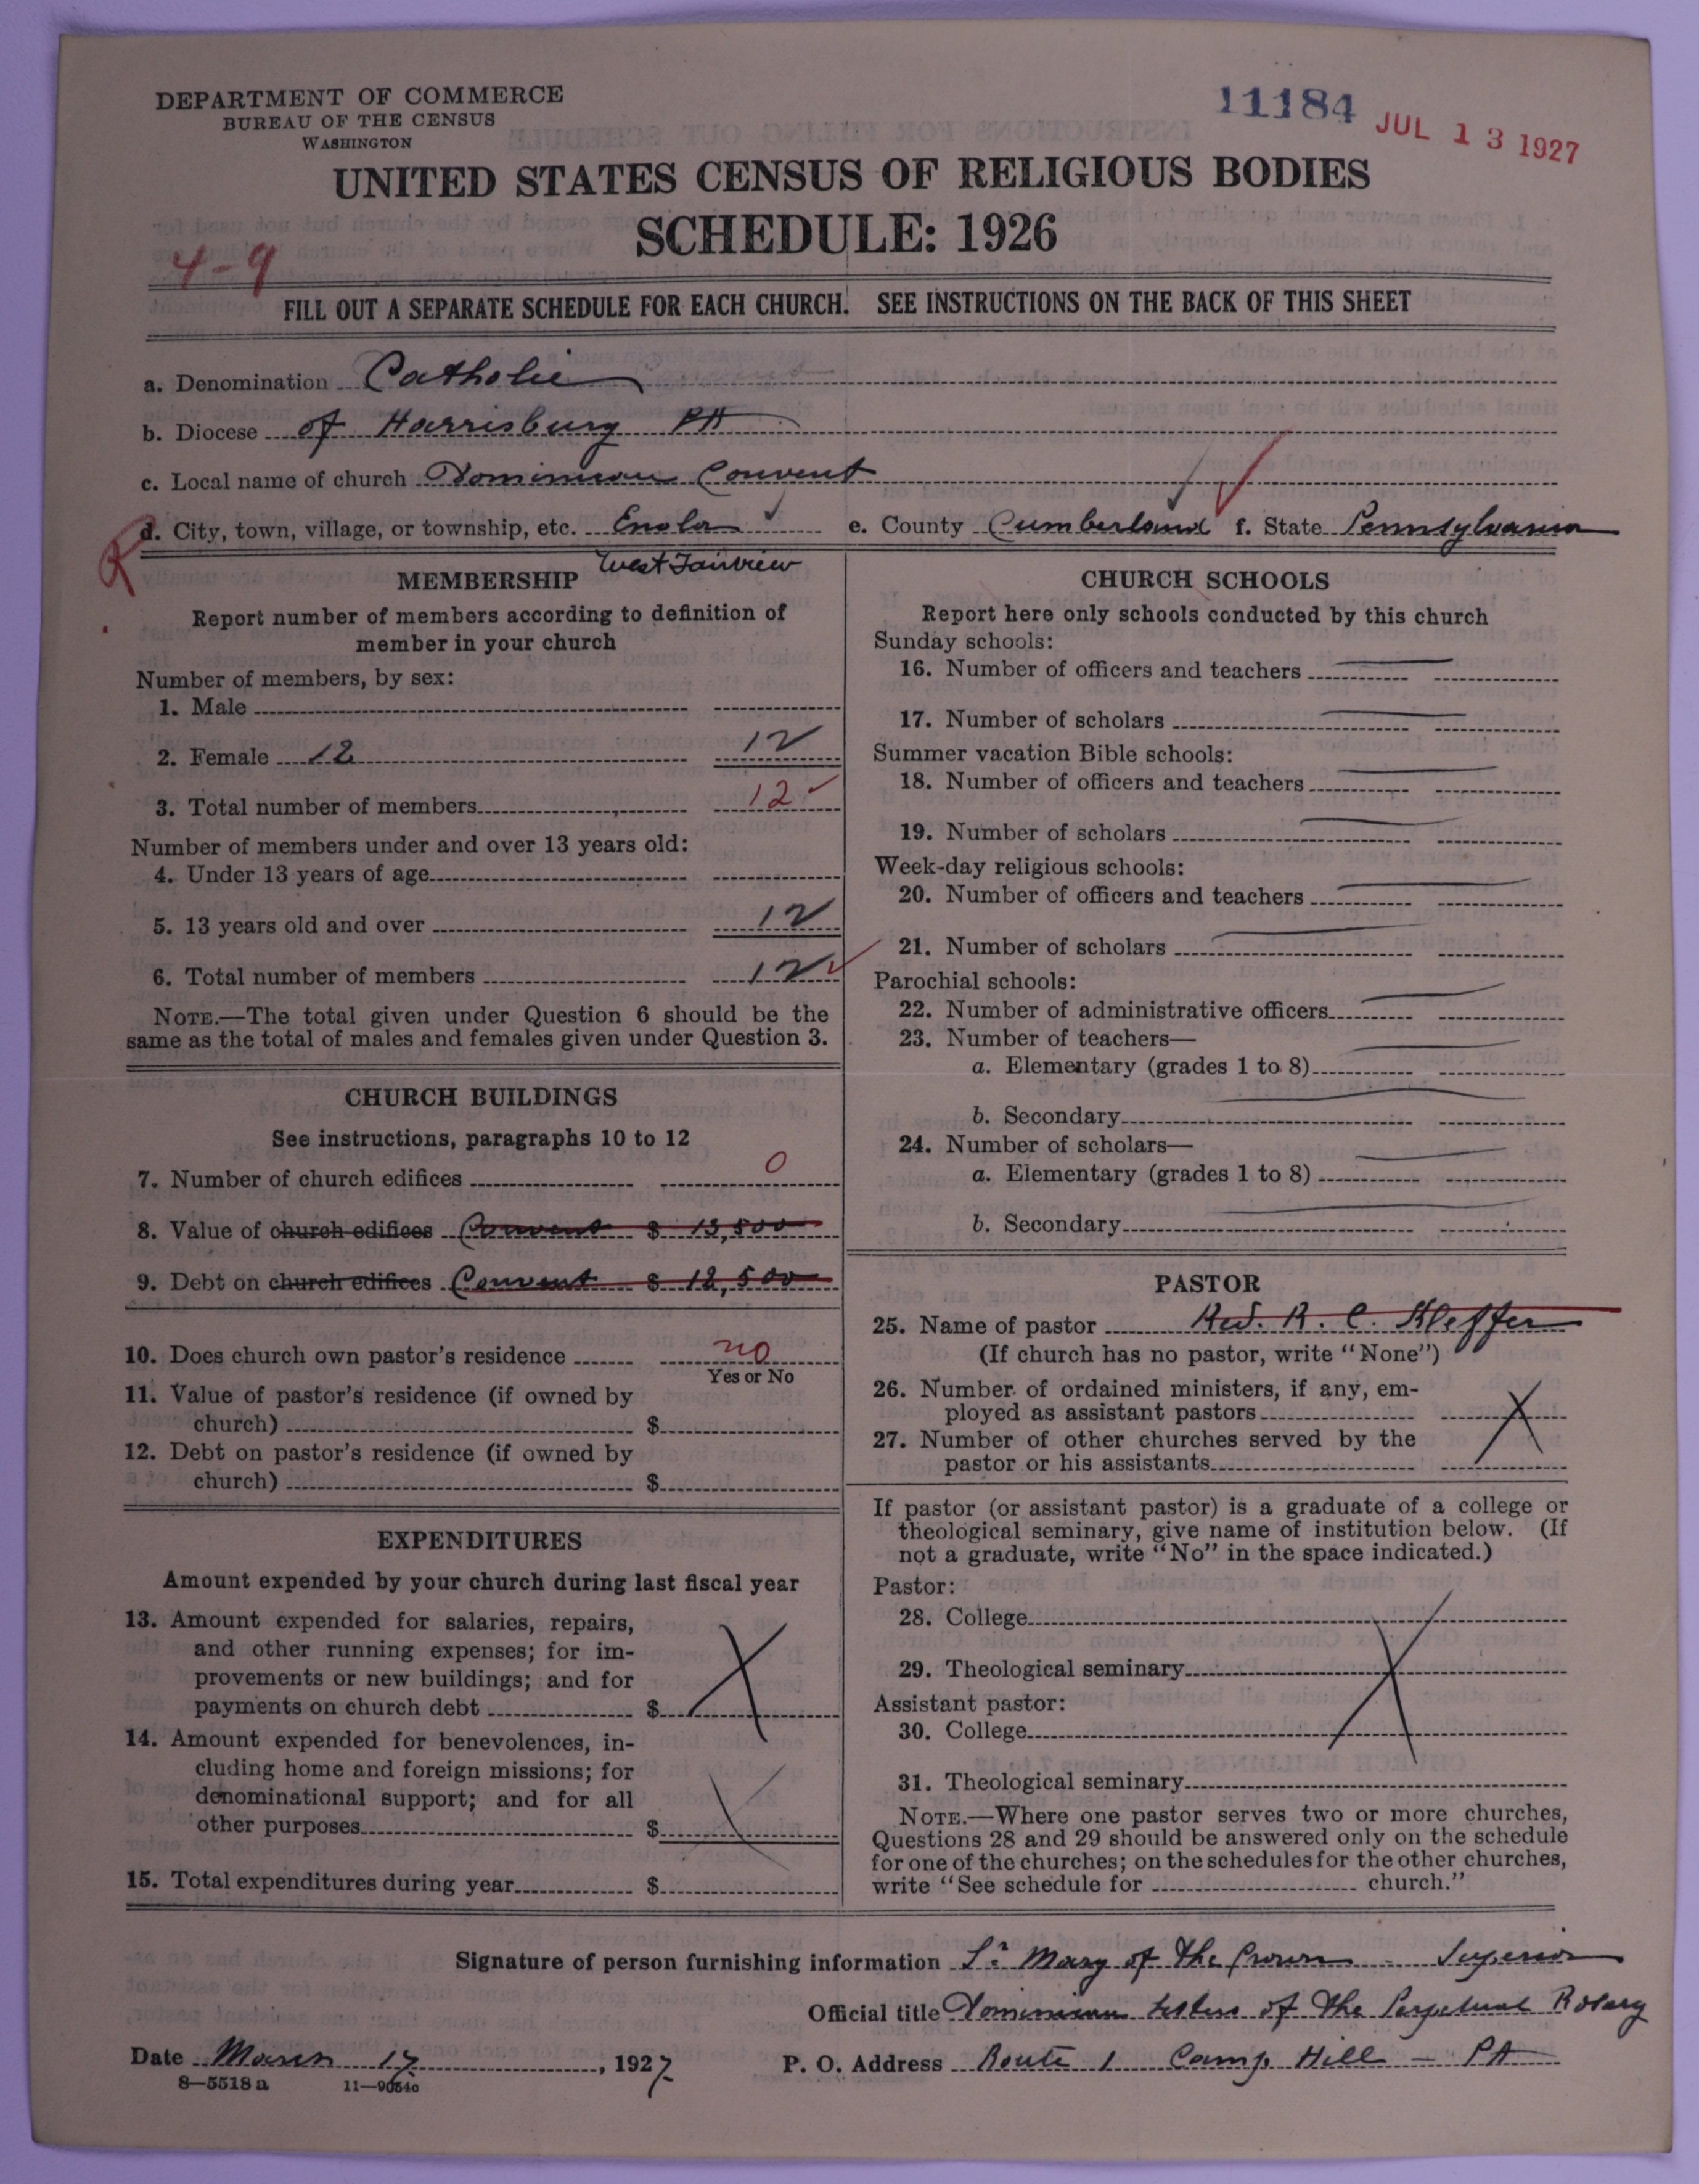 DEPARTMENT OF COMMERCE
BUREAU OF THE CENSUS
WASHINGTON
11184 JUL 13 1927
UNITED STATES CENSUS OF RELIGIOUS BODIES
SCHEDULE: 1926
4-9
FILL OUT A SEPARATE SCHEDULE FOR EACH CHURCH. SEE INSTRUCTIONS ON THE BACK OF THIS SHEET
a. Denomination Catholic
b. Diocese of Harrisburg PA
c. Local name of church Dominican Convent
d. City, town, village, or township, etc. Enola e. County Cumberland f. State Pennsylvania
West Fairview
MEMBERSHIP
Report number of members according to definition of
member in your church
Number of members, by sex:
1. Male
2. Female 12 12
3. Total number of members 12
Number of members under and over 13 years old:
4. Under 13 years of age
5. 13 years old and over 12
6. Total number of members 12
NOTE.—The total given under Question 6 should be the
same as the total of males and females given under Question 3.
CHURCH BUILDINGS
See instructions, paragraphs 10 to 12
7. Number of church edifices 0
8. Value of church edifices Convent $ 13,500
9. Debt on church edifices Convent $ 12,500
10. Does church own pastor's residence no
Yes or No
11. Value of pastor's residence (if owned by
church) $
12. Debt on pastor's residence (if owned by
church) $
EXPENDITURES
Amount expended by your church during last fiscal year
13. Amount expended for salaries, repairs,
and other running expenses; for im-
provements or new buildings; and for
payments on church debt $
14. Amount expended for benevolences, in-
cluding home and foreign missions; for
denominational support; and for all
other purposes $
15. Total expenditures during year $
CHURCH SCHOOLS
Report here only schools conducted by this church
Sunday schools:
16. Number of officers and teachers
17. Number of scholars
Summer vacation Bible schools:
18. Number of officers and teachers
19. Number of scholars
Week-day religious schools:
20. Number of officers and teachers
21. Number of scholars
Parochial schools:
22. Number of administrative officers
23. Number of teachers—
a. Elementary (grades 1 to 8)
b. Secondary
24. Number of scholars—
a. Elementary (grades 1 to 8)
b. Secondary
PASTOR
25. Name of pastor Rev. R. C. Kleffer
(If church has no pastor, write "None")
26. Number of ordained ministers, if any, em-
ployed as assistant pastors
27. Number of other churches served by the
pastor or his assistants
If pastor (or assistant pastor) is a graduate of a college or
theological seminary, give name of institution below. (If
not a graduate, write "No" in the space indicated.)
Pastor:
28. College
29. Theological seminary
Assistant pastor:
30. College
31. Theological seminary
NOTE.—Where one pastor serves two or more churches,
Questions 28 and 29 should be answered only on the schedule
for one of the churches; on the schedules for the other churches,
write "See schedule for church."
Signature of person furnishing information Sr Mary of the Crown - Superior
Official title Dominican Sisters of the Perpetual Rosary
Date March 17, 1927 P. O. Address Route 1 Camp Hill - PA
8—5518 a 11—9054c